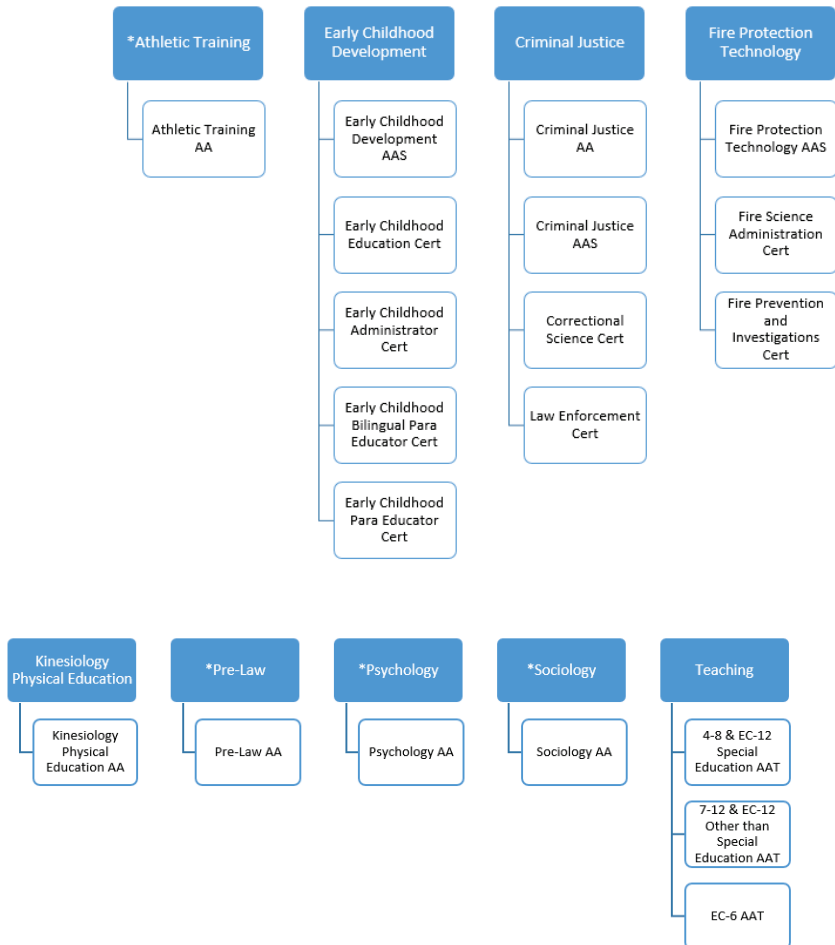 *Athletic Training
Athletic Training
AA
Early Childhood
Development
Early Childhood
Development
AAS
Early Childhood
Education Cert
Early Childhood
Administrator
Cert
Early Childhood
Bilingual Para
Educator Cert
Early Childhood
Para Educator
Cert
Criminal Justice
Criminal Justice
AA
Criminal Justice
AAS
Correctional
Science Cert
Law Enforcement
Cert
Fire Protection
Technology
Fire Protection
Technology AAS
Fire Science
Administration
Cert
Fire Prevention
and
Investigations
Cert
Kinesiology
Physical Education
Kinesiology
Physical
Education AA
*Pre-Law
Pre-Law AA
*Psychology
Psychology AA
*Sociology
Sociology AA
Teaching
4-8 & EC-12
Special
Education AAT
7-12 & EC-12
Other than
Special
Education AAT
EC-6 AAT